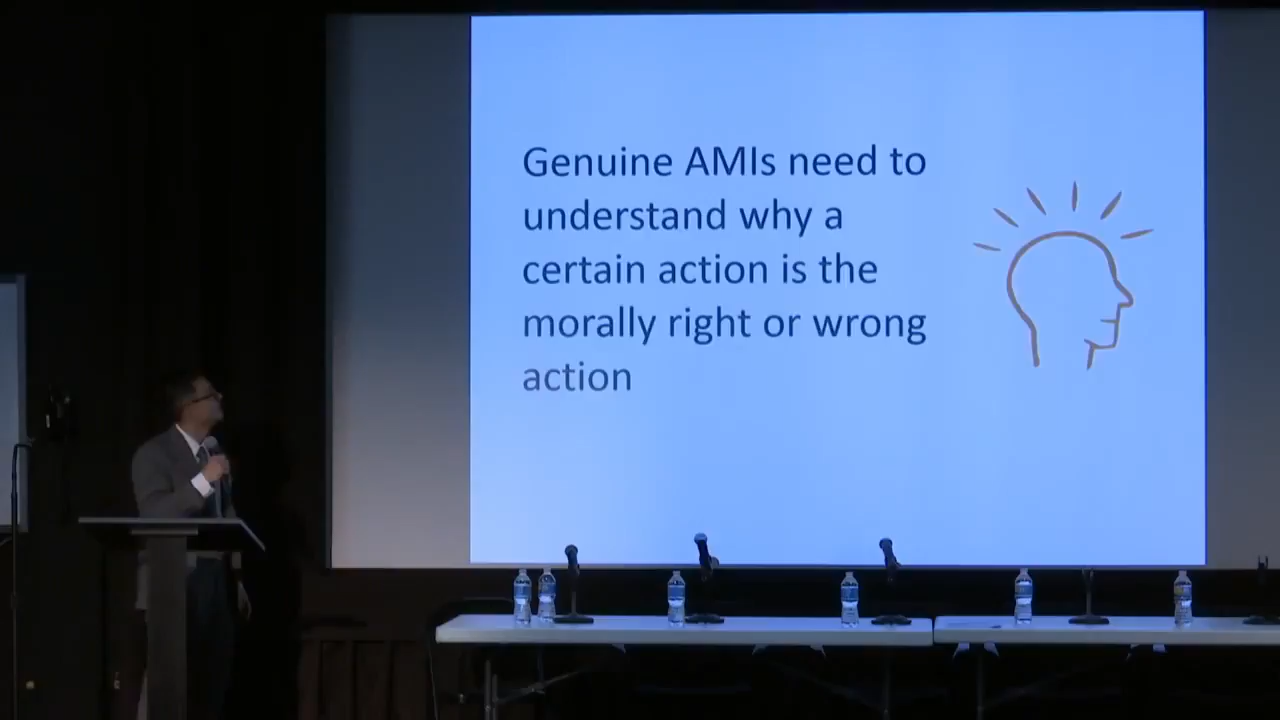 Genuine AMIs need to
understand why a
certain action is the
morally right or wrong
action